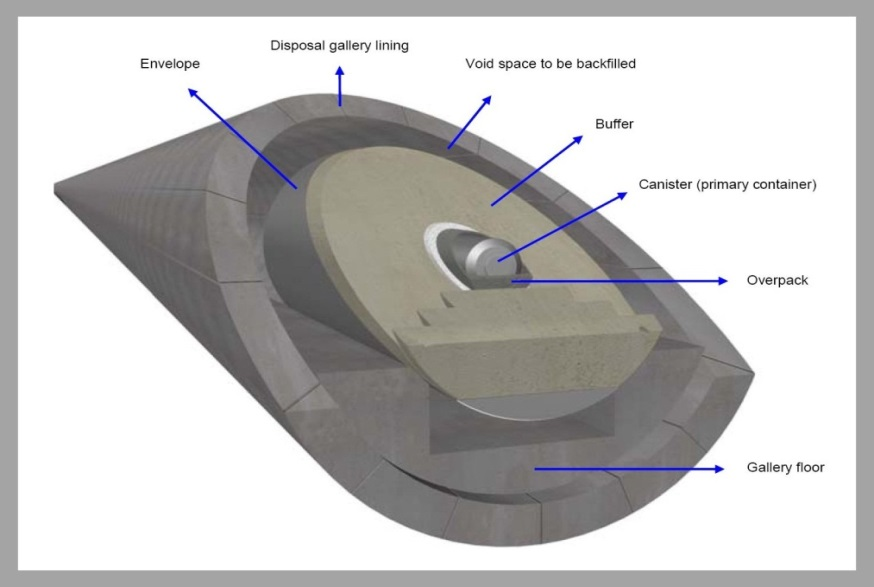 Disposal gallery lining
Envelope
Void space to be backfilled
Buffer
Canister (primary container)
Overpack
Gallery floor